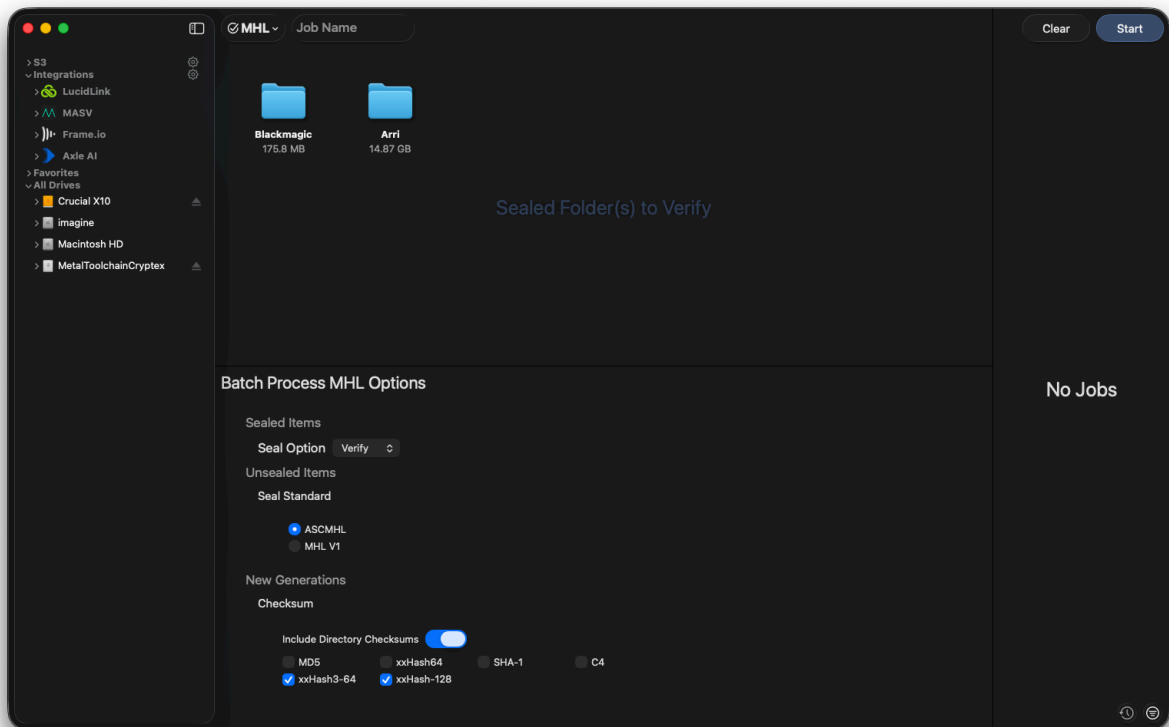 MHL
Job Name
Clear
Start
S3
Integrations
LucidLink
MASV
Frame.io
Axle AI
Favorites
All Drives
Crucial X10
imagine
Macintosh HD
MetalToolchainCryptex
Blackmagic
175.8 MB
Arri
14.87 GB
Sealed Folder(s) to Verify
Batch Process MHL Options
Sealed Items
Seal Option Verify
Unsealed Items
Seal Standard
ASCMHL
MHL V1
New Generations
Checksum
Include Directory Checksums
MD5 xxHash64 SHA-1 C4
xxHash3-64 xxHash-128
No Jobs